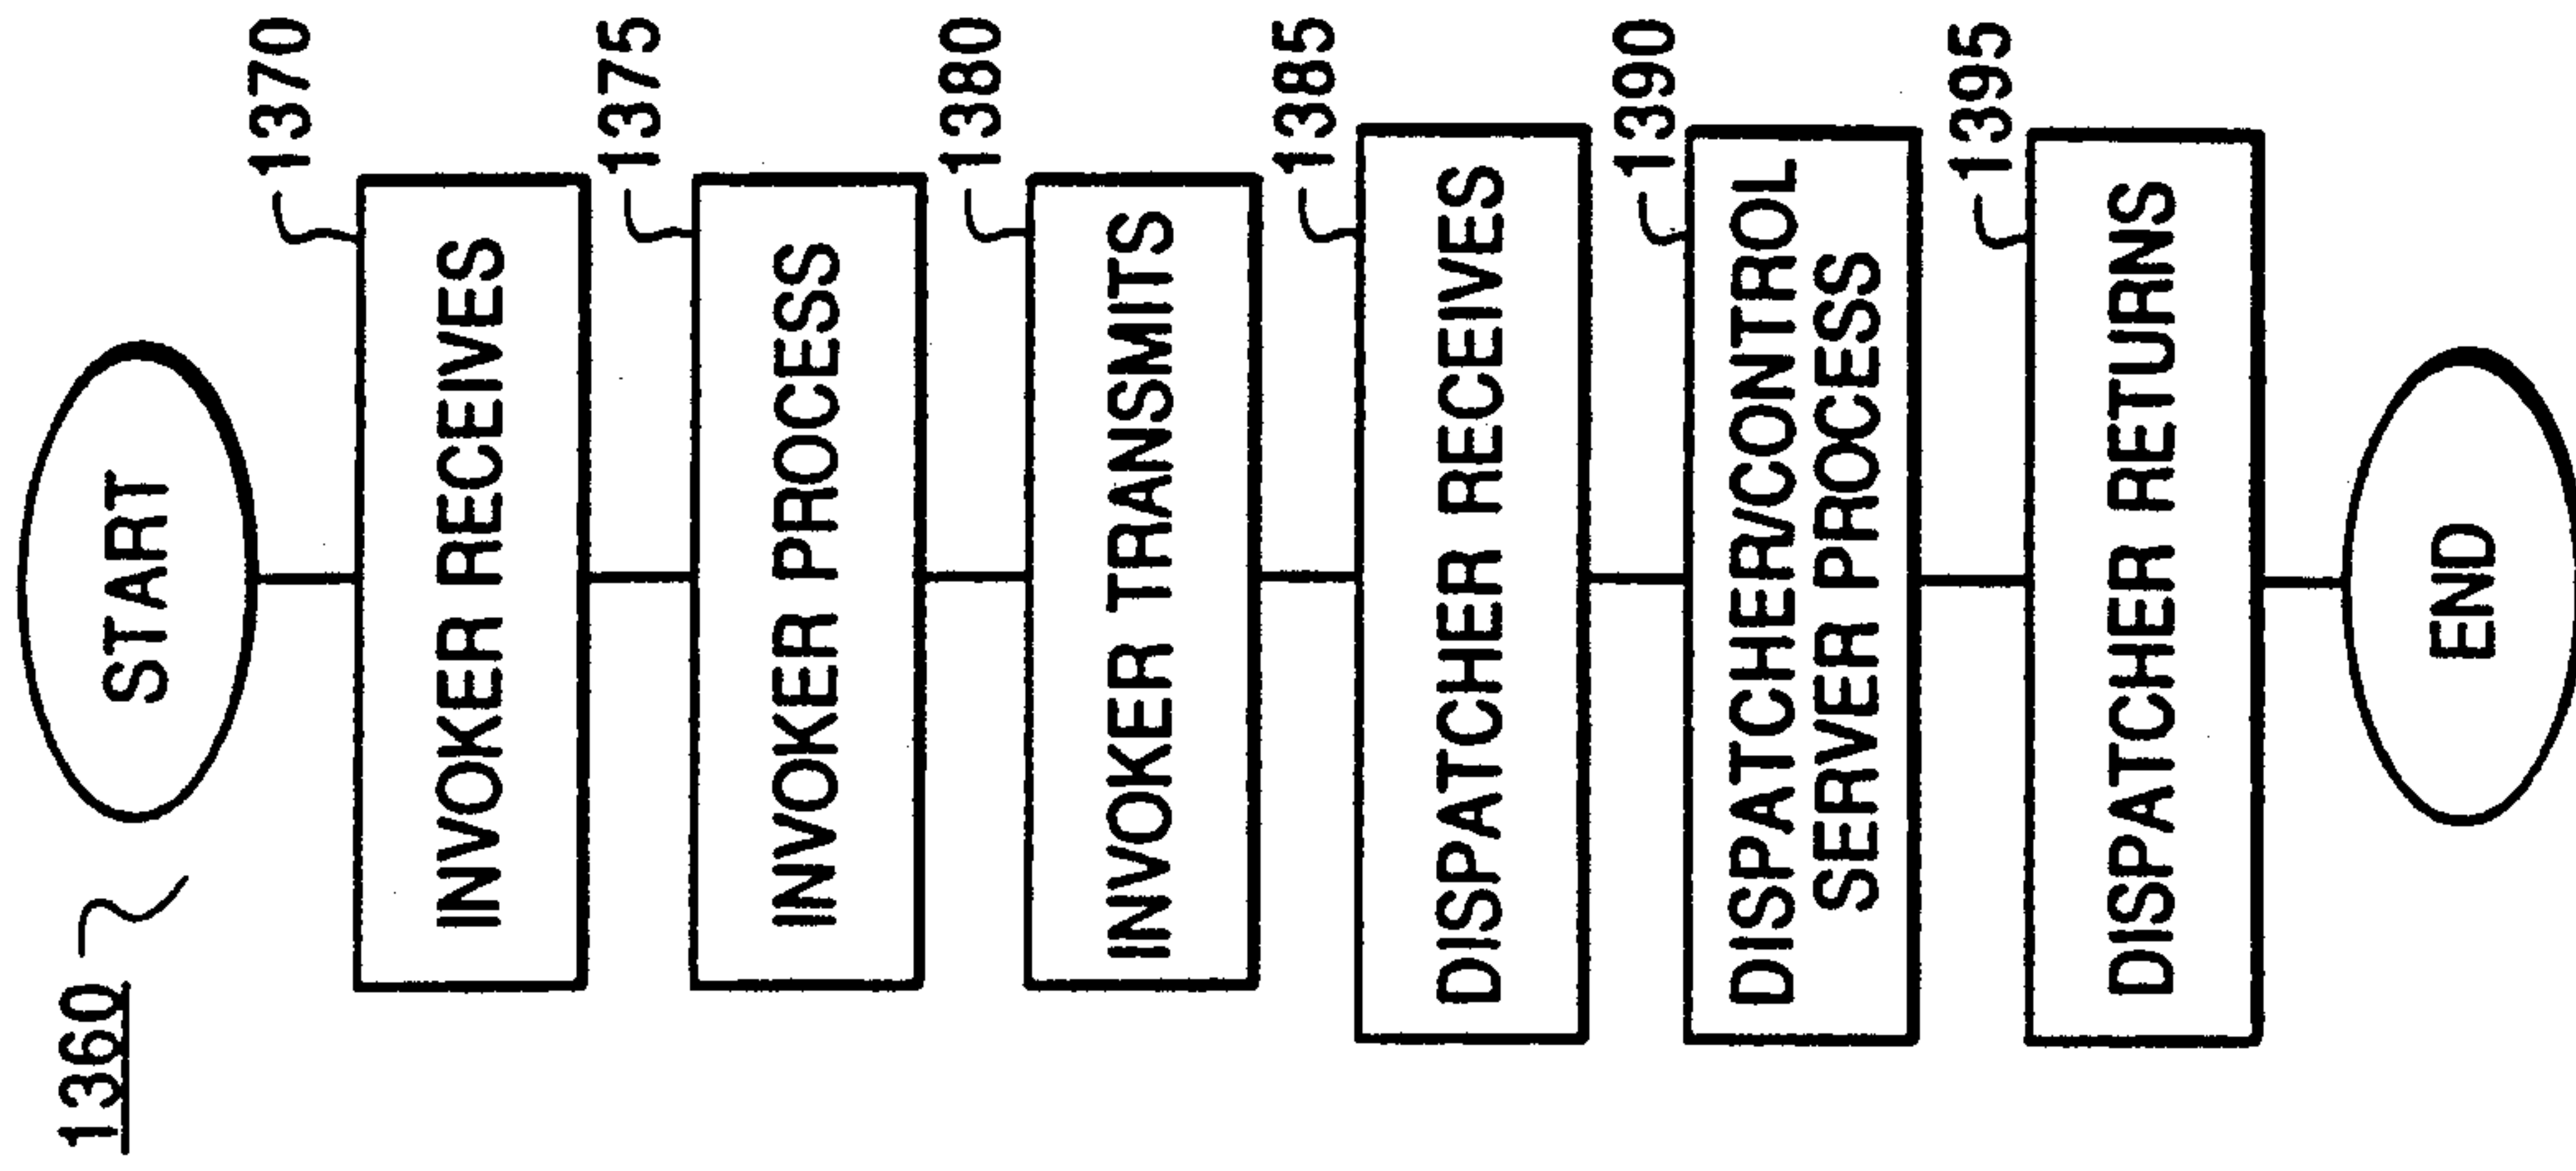 1360
START
1370
INVOKER RECEIVES
1375
INVOKER PROCESS
1380
INVOKER TRANSMITS
1385
DISPATCHER RECEIVES
1390
DISPATCHER/CONTROL
SERVER PROCESS
1395
DISPATCHER RETURNS
END